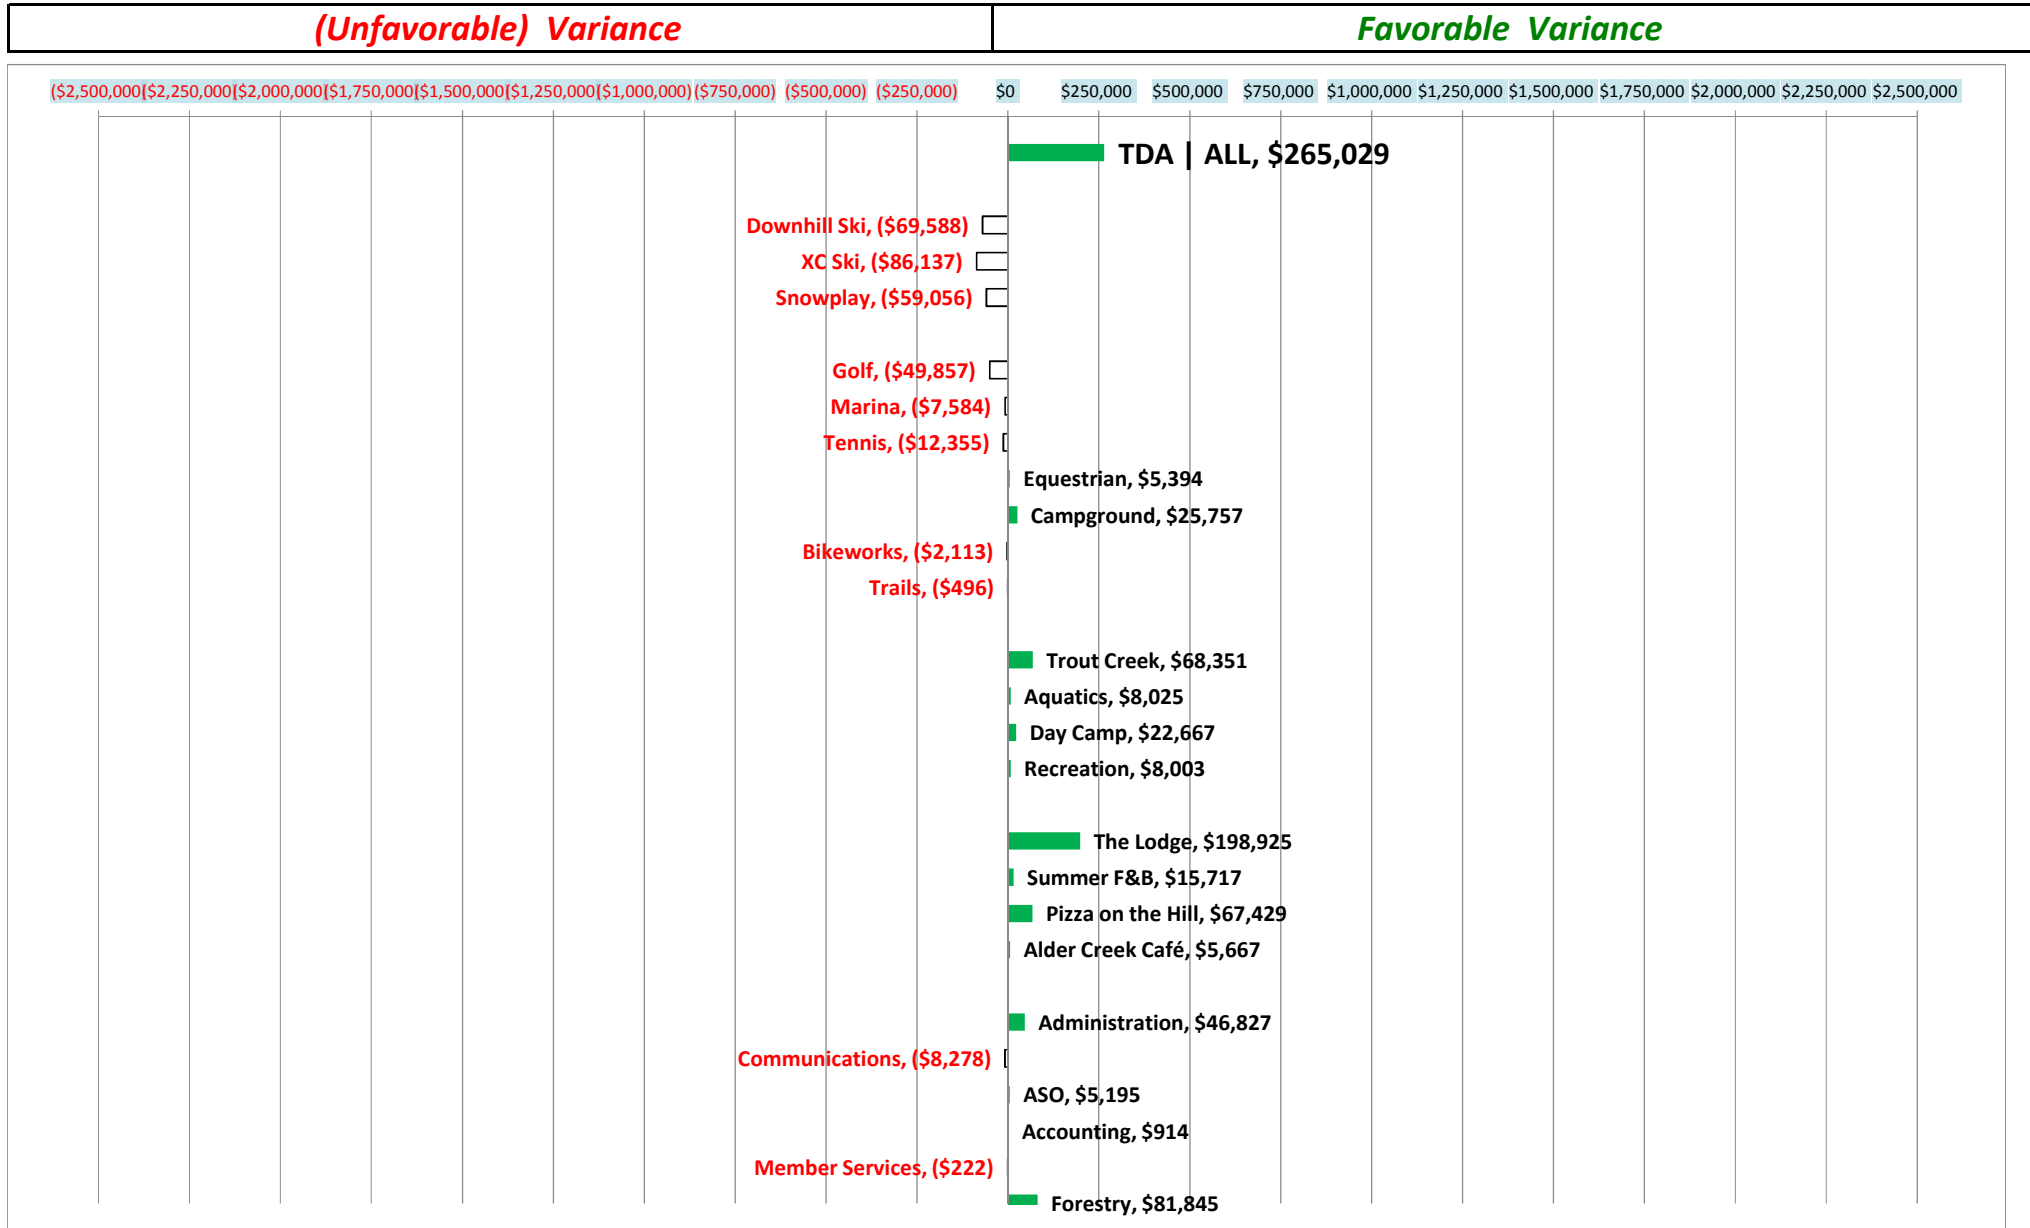 (Unfavorable) Variance
Favorable Variance
($2,500,000) ($2,250,000) ($2,000,000) ($1,750,000) ($1,500,000) ($1,250,000) ($1,000,000) ($750,000) ($500,000) ($250,000) $0 $250,000 $500,000 $750,000 $1,000,000 $1,250,000 $1,500,000 $1,750,000 $2,000,000 $2,250,000 $2,500,000
TDA | ALL, $265,029
Downhill Ski, ($69,588)
XC Ski, ($86,137)
Snowplay, ($59,056)
Golf, ($49,857)
Marina, ($7,584)
Tennis, ($12,355)
Equestrian, $5,394
Campground, $25,757
Bikeworks, ($2,113)
Trails, ($496)
Trout Creek, $68,351
Aquatics, $8,025
Day Camp, $22,667
Recreation, $8,003
The Lodge, $198,925
Summer F&B, $15,717
Pizza on the Hill, $67,429
Alder Creek Café, $5,667
Administration, $46,827
Communications, ($8,278)
ASO, $5,195
Accounting, $914
Member Services, ($222)
Forestry, $81,845